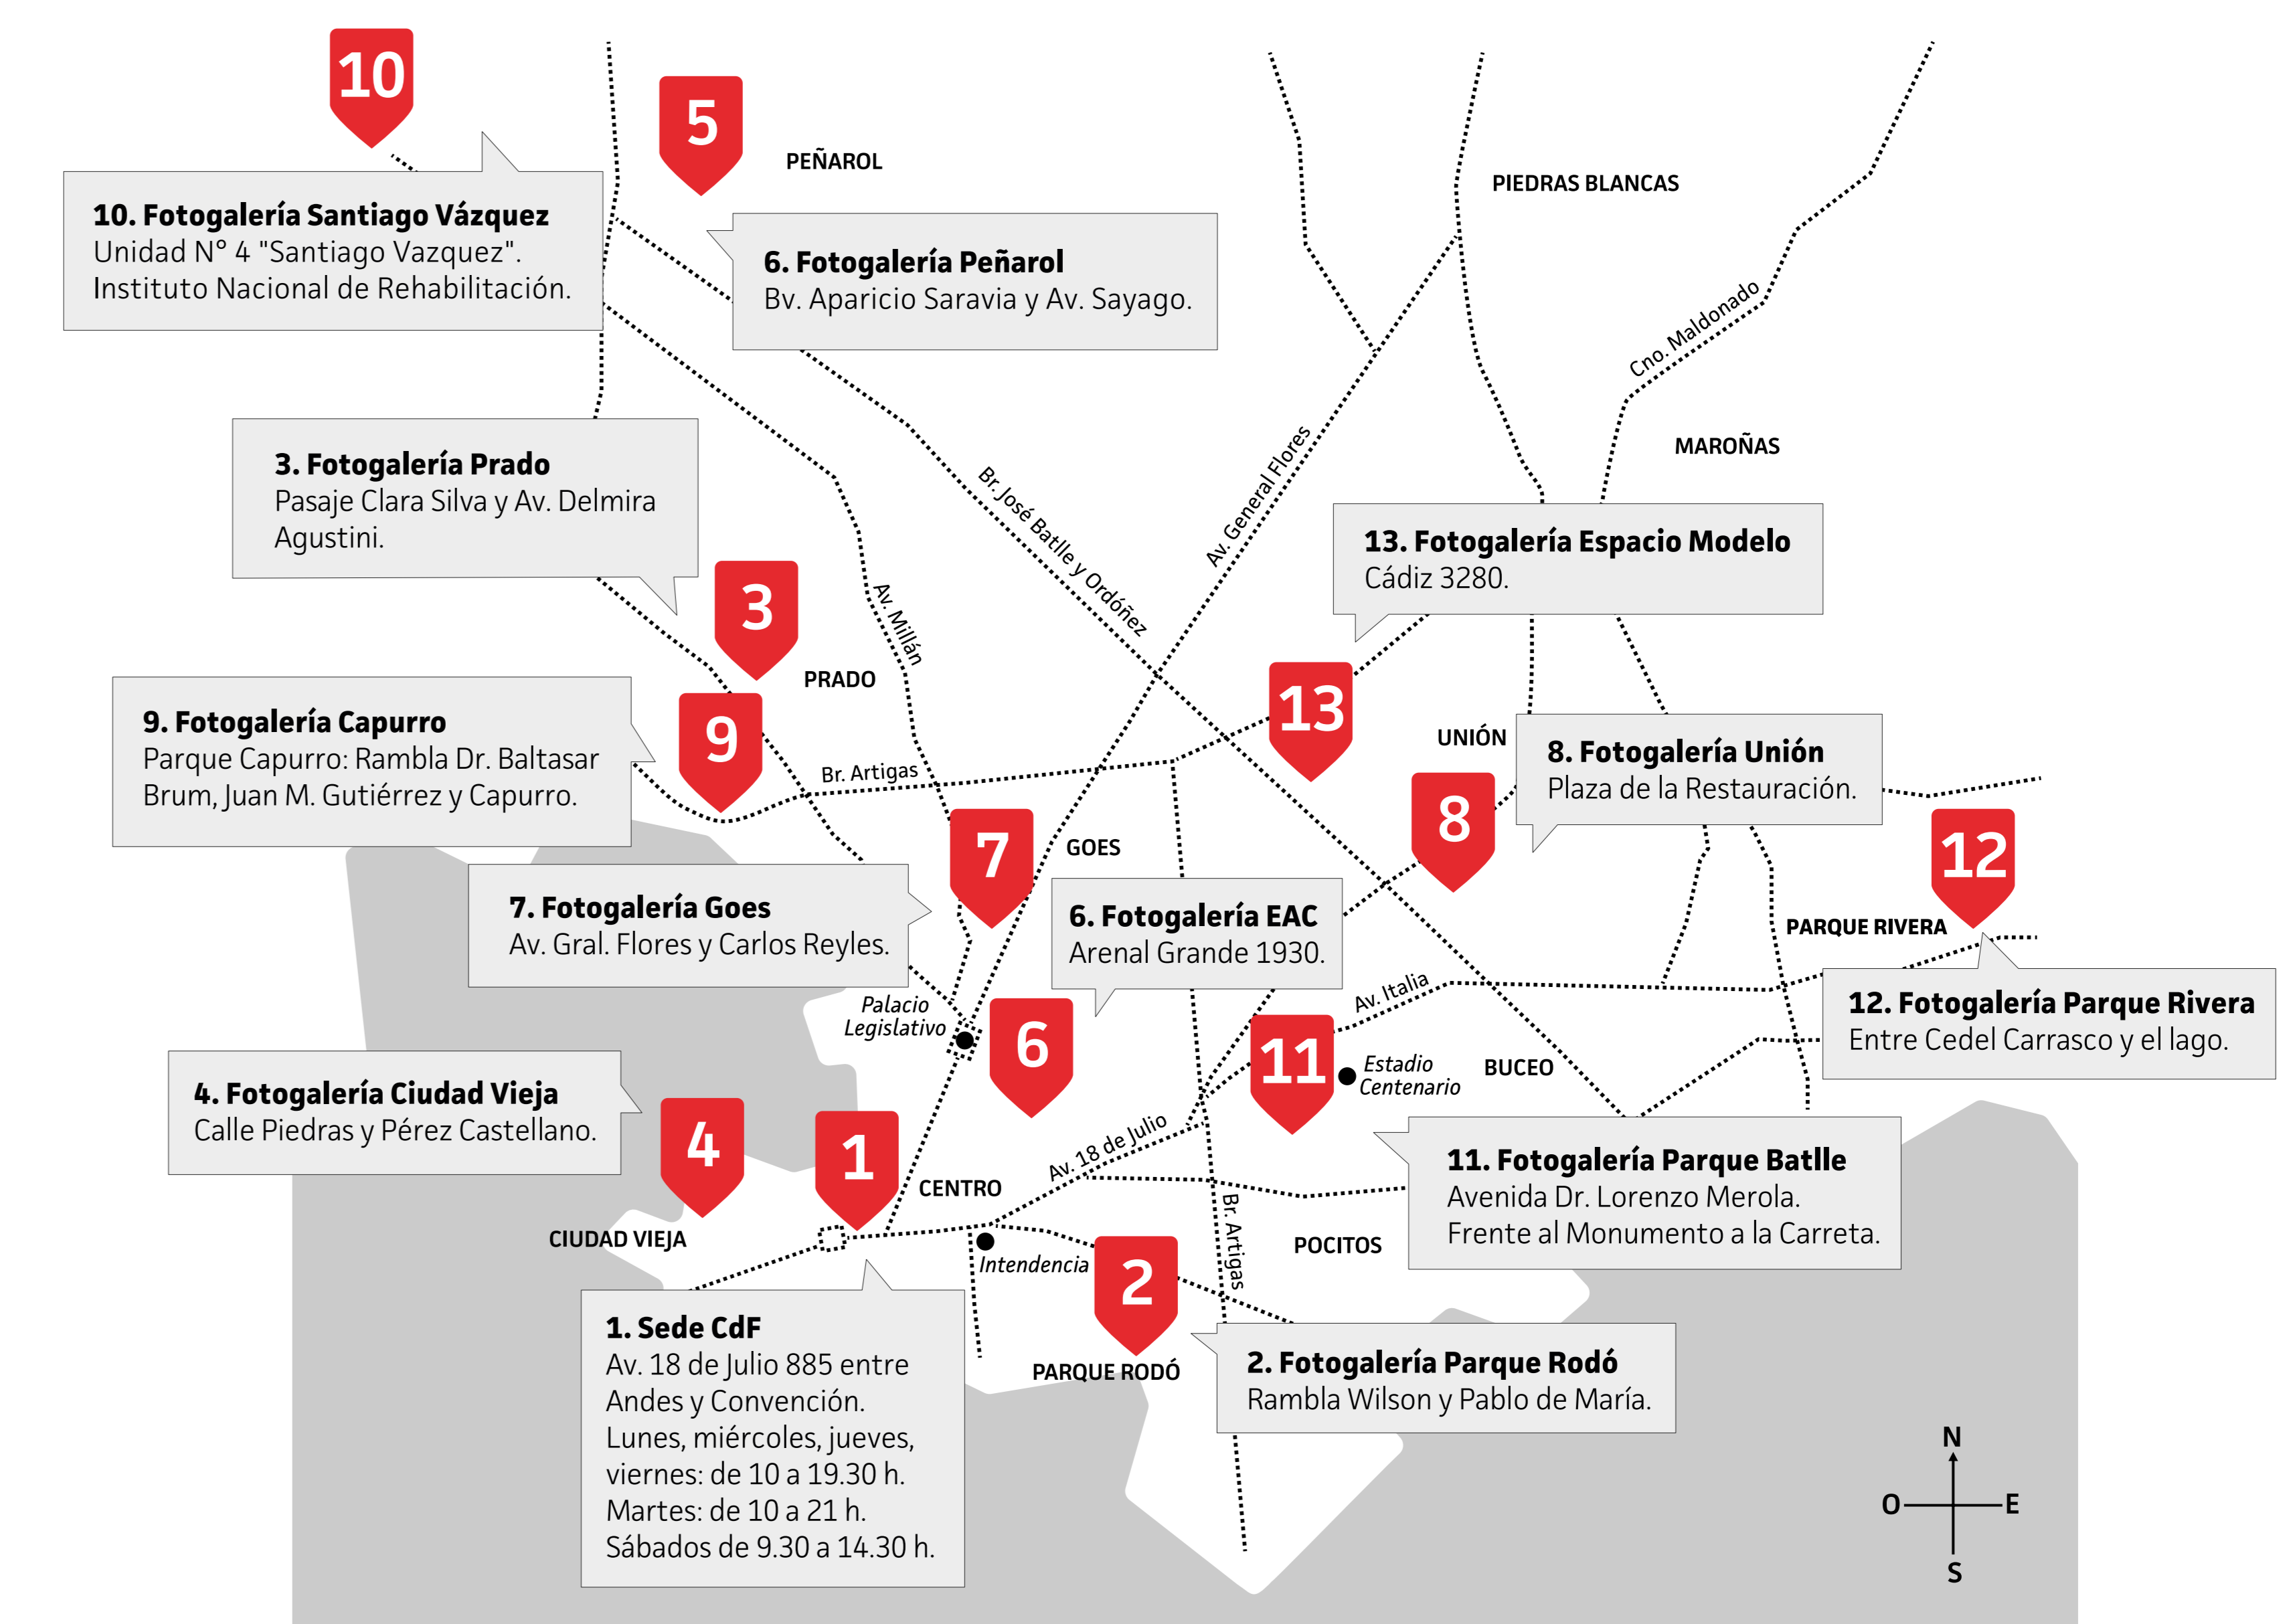 10
5
PEÑAROL
PIEDRAS BLANCAS
10. Fotogalería Santiago Vázquez
Unidad N° 4 "Santiago Vazquez".
Instituto Nacional de Rehabilitación.
6. Fotogalería Peñarol
Bv. Aparicio Saravia y Av. Sayago.
Cno. Maldonado
MAROÑAS
3. Fotogalería Prado
Pasaje Clara Silva y Av. Delmira
Agustini.
Br. José Batlle y Ordóñez
Av. General Flores
13. Fotogalería Espacio Modelo
Cádiz 3280.
3
Av. Millán
PRADO
13
9. Fotogalería Capurro
Parque Capurro: Rambla Dr. Baltasar
Brum, Juan M. Gutiérrez y Capurro.
9
Br. Artigas
UNIÓN
8. Fotogalería Unión
Plaza de la Restauración.
8
7
GOES
12
7. Fotogalería Goes
Av. Gral. Flores y Carlos Reyles.
6. Fotogalería EAC
Arenal Grande 1930.
PARQUE RIVERA
Av. Italia
12. Fotogalería Parque Rivera
Entre Cedel Carrasco y el lago.
Palacio
Legislativo
6
11
Estadio
Centenario
BUCEO
4. Fotogalería Ciudad Vieja
Calle Piedras y Pérez Castellano.
4
1
Av. 18 de Julio
CENTRO
11. Fotogalería Parque Batlle
Avenida Dr. Lorenzo Merola.
Frente al Monumento a la Carreta.
CIUDAD VIEJA
Intendencia
2
Br. Artigas
POCITOS
1. Sede CdF
Av. 18 de Julio 885 entre
Andes y Convención.
Lunes, miércoles, jueves,
viernes: de 10 a 19.30 h.
Martes: de 10 a 21 h.
Sábados de 9.30 a 14.30 h.
PARQUE RODÓ
2. Fotogalería Parque Rodó
Rambla Wilson y Pablo de María.
N
O
E
S